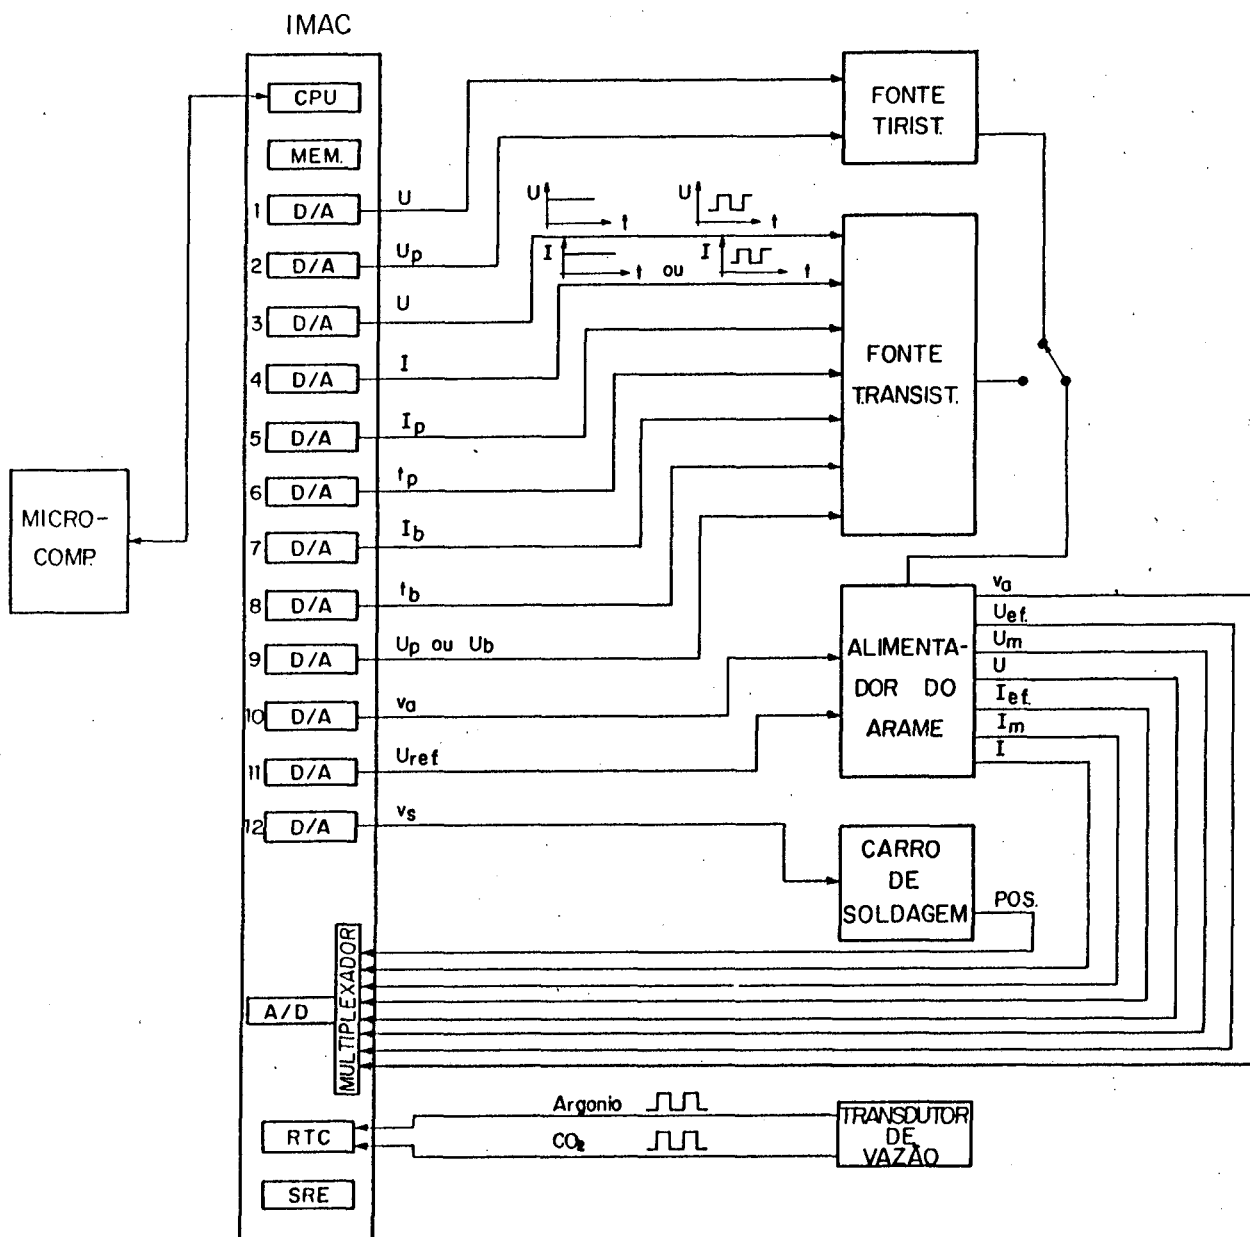 IMAC
CPU
MEM.
1 D/A U
2 D/A Up
3 D/A U
4 D/A I
5 D/A Ip
6 D/A tp
7 D/A Ib
8 D/A tb
9 D/A Up ou Ub
10 D/A va
11 D/A Uref
12 D/A vs
MICRO-
COMP.
U t
U t
I t ou
I t
FONTE
TIRIST.
FONTE
TRANSIST.
ALIMENTA-
DOR DO
ARAME
va
Uef.
Um
U
Ief.
Im
I
CARRO
DE
SOLDAGEM
POS.
A/D
MULTIPLEXADOR
RTC
Argonio
CO2
TRANSDUTOR
DE
VAZÃO
SRE